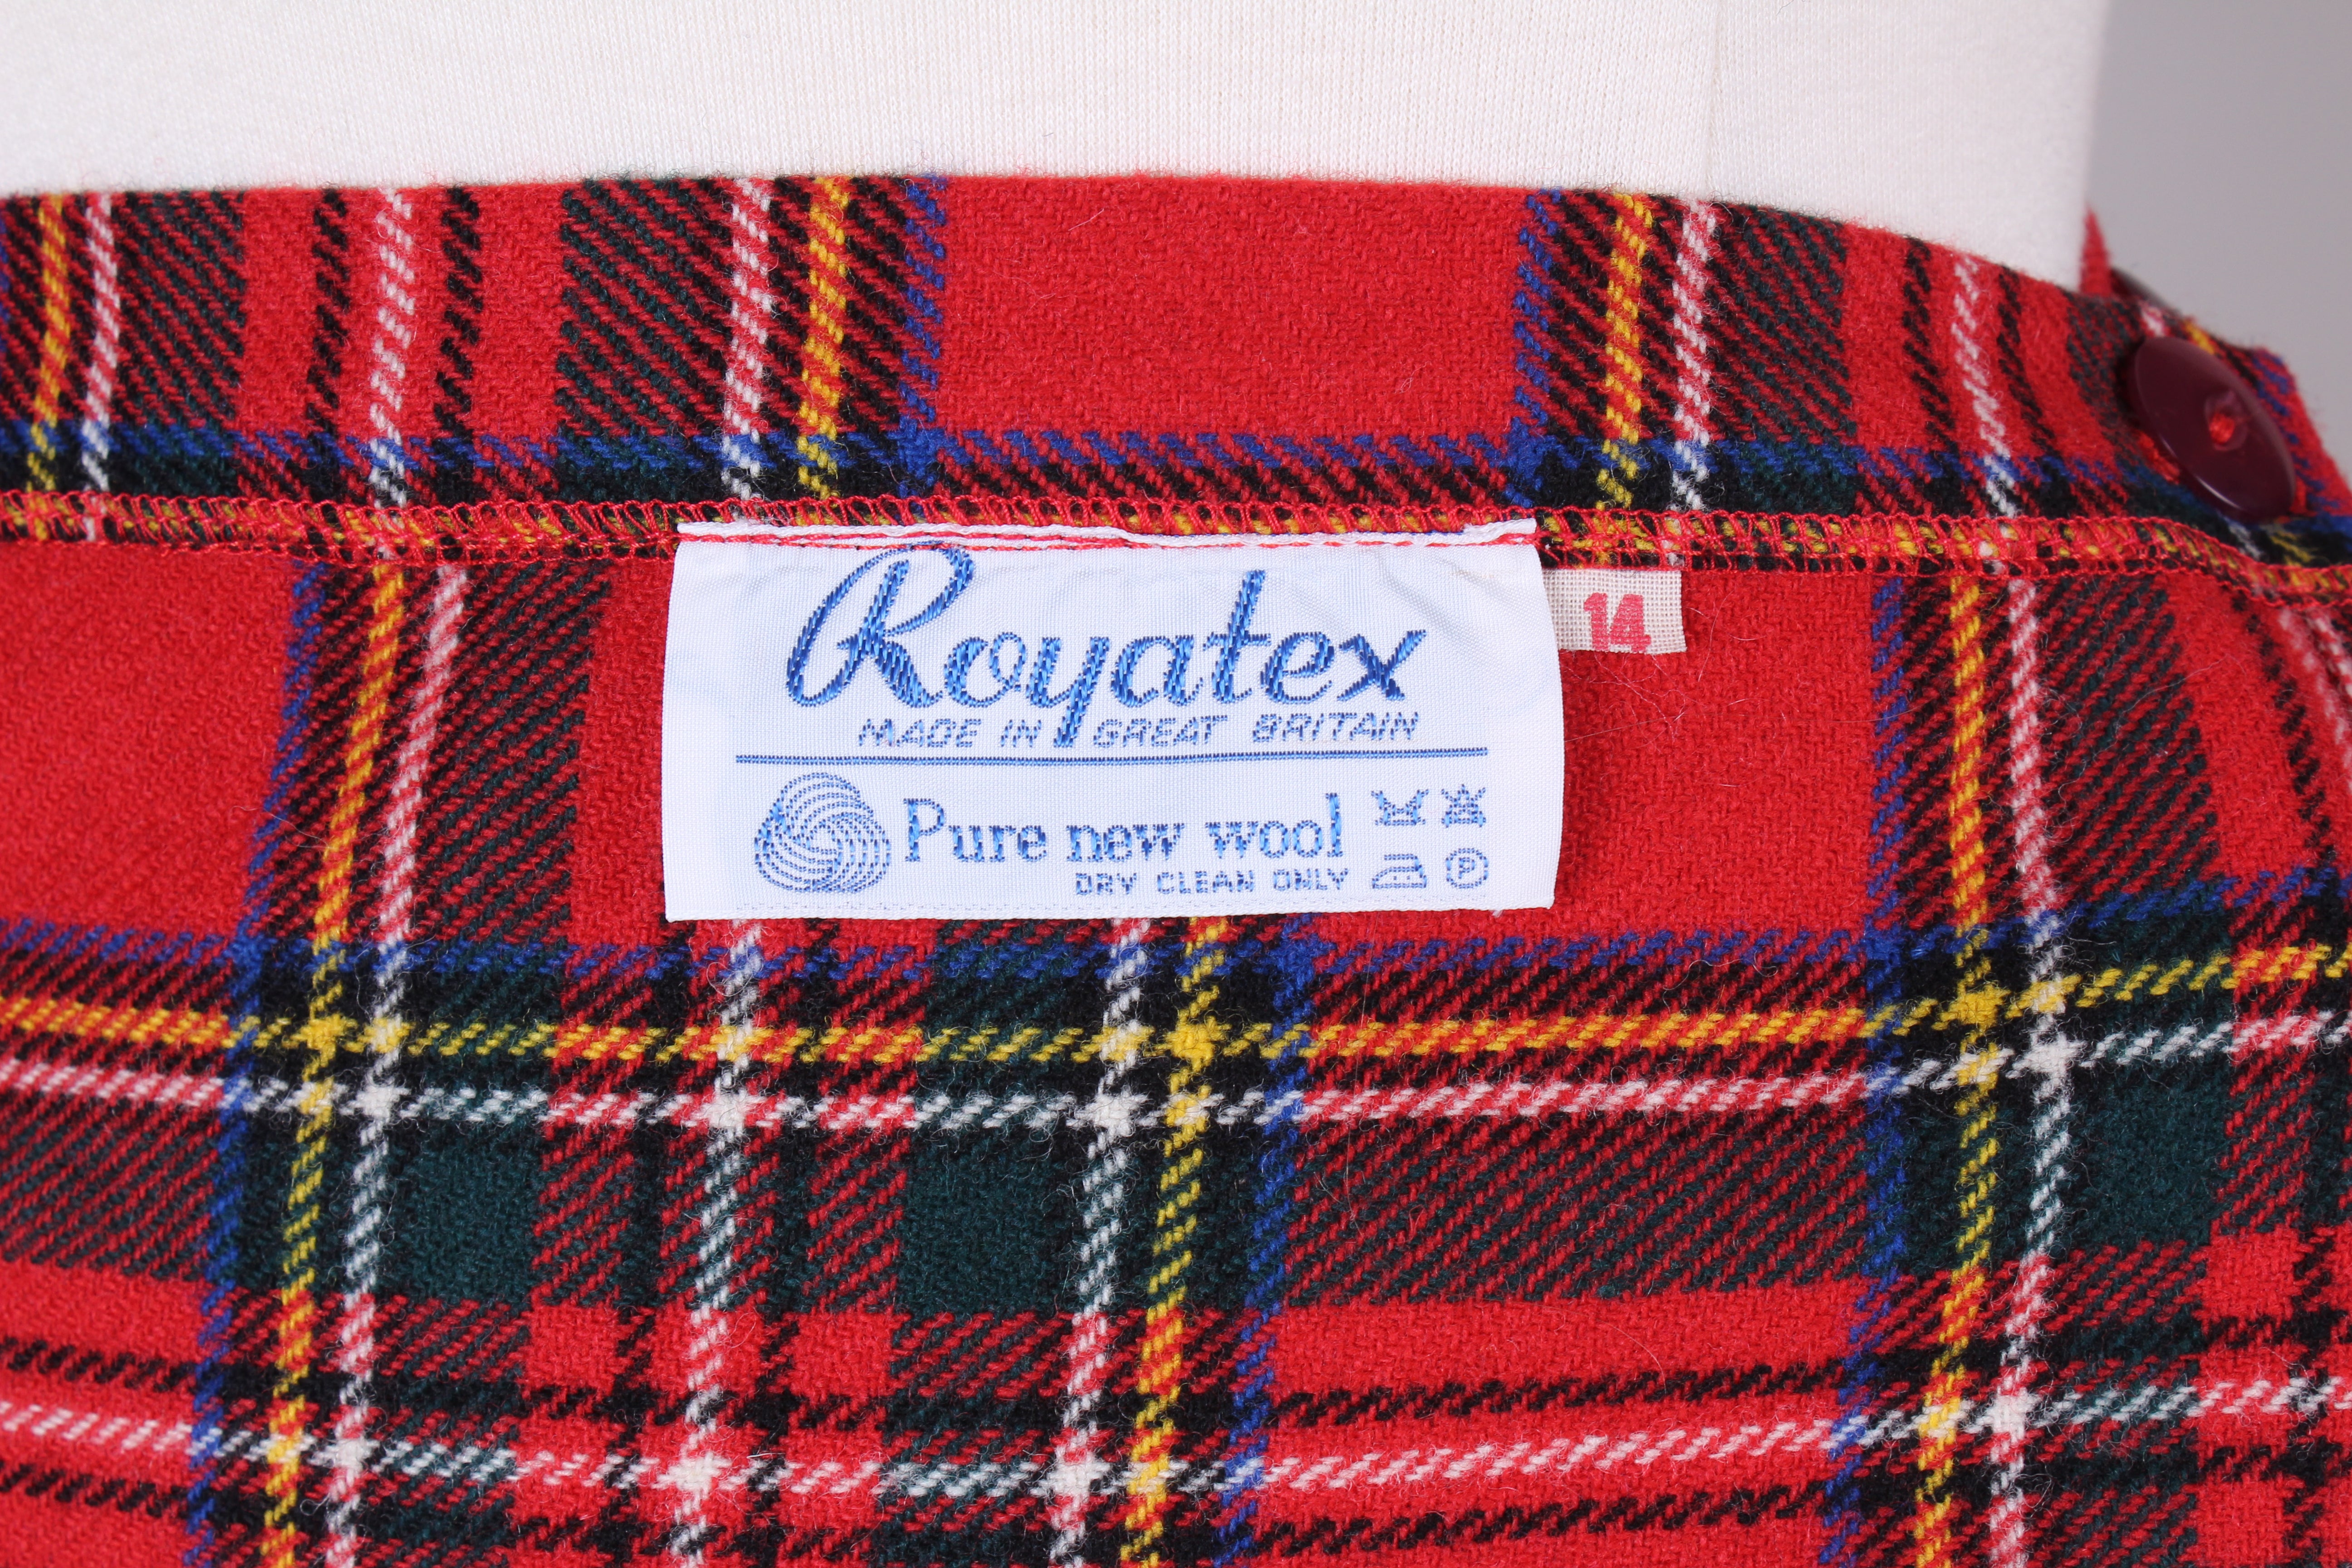 Royatex
14
MADE IN GREAT BRITAIN
Pure new wool
DRY CLEAN ONLY
P